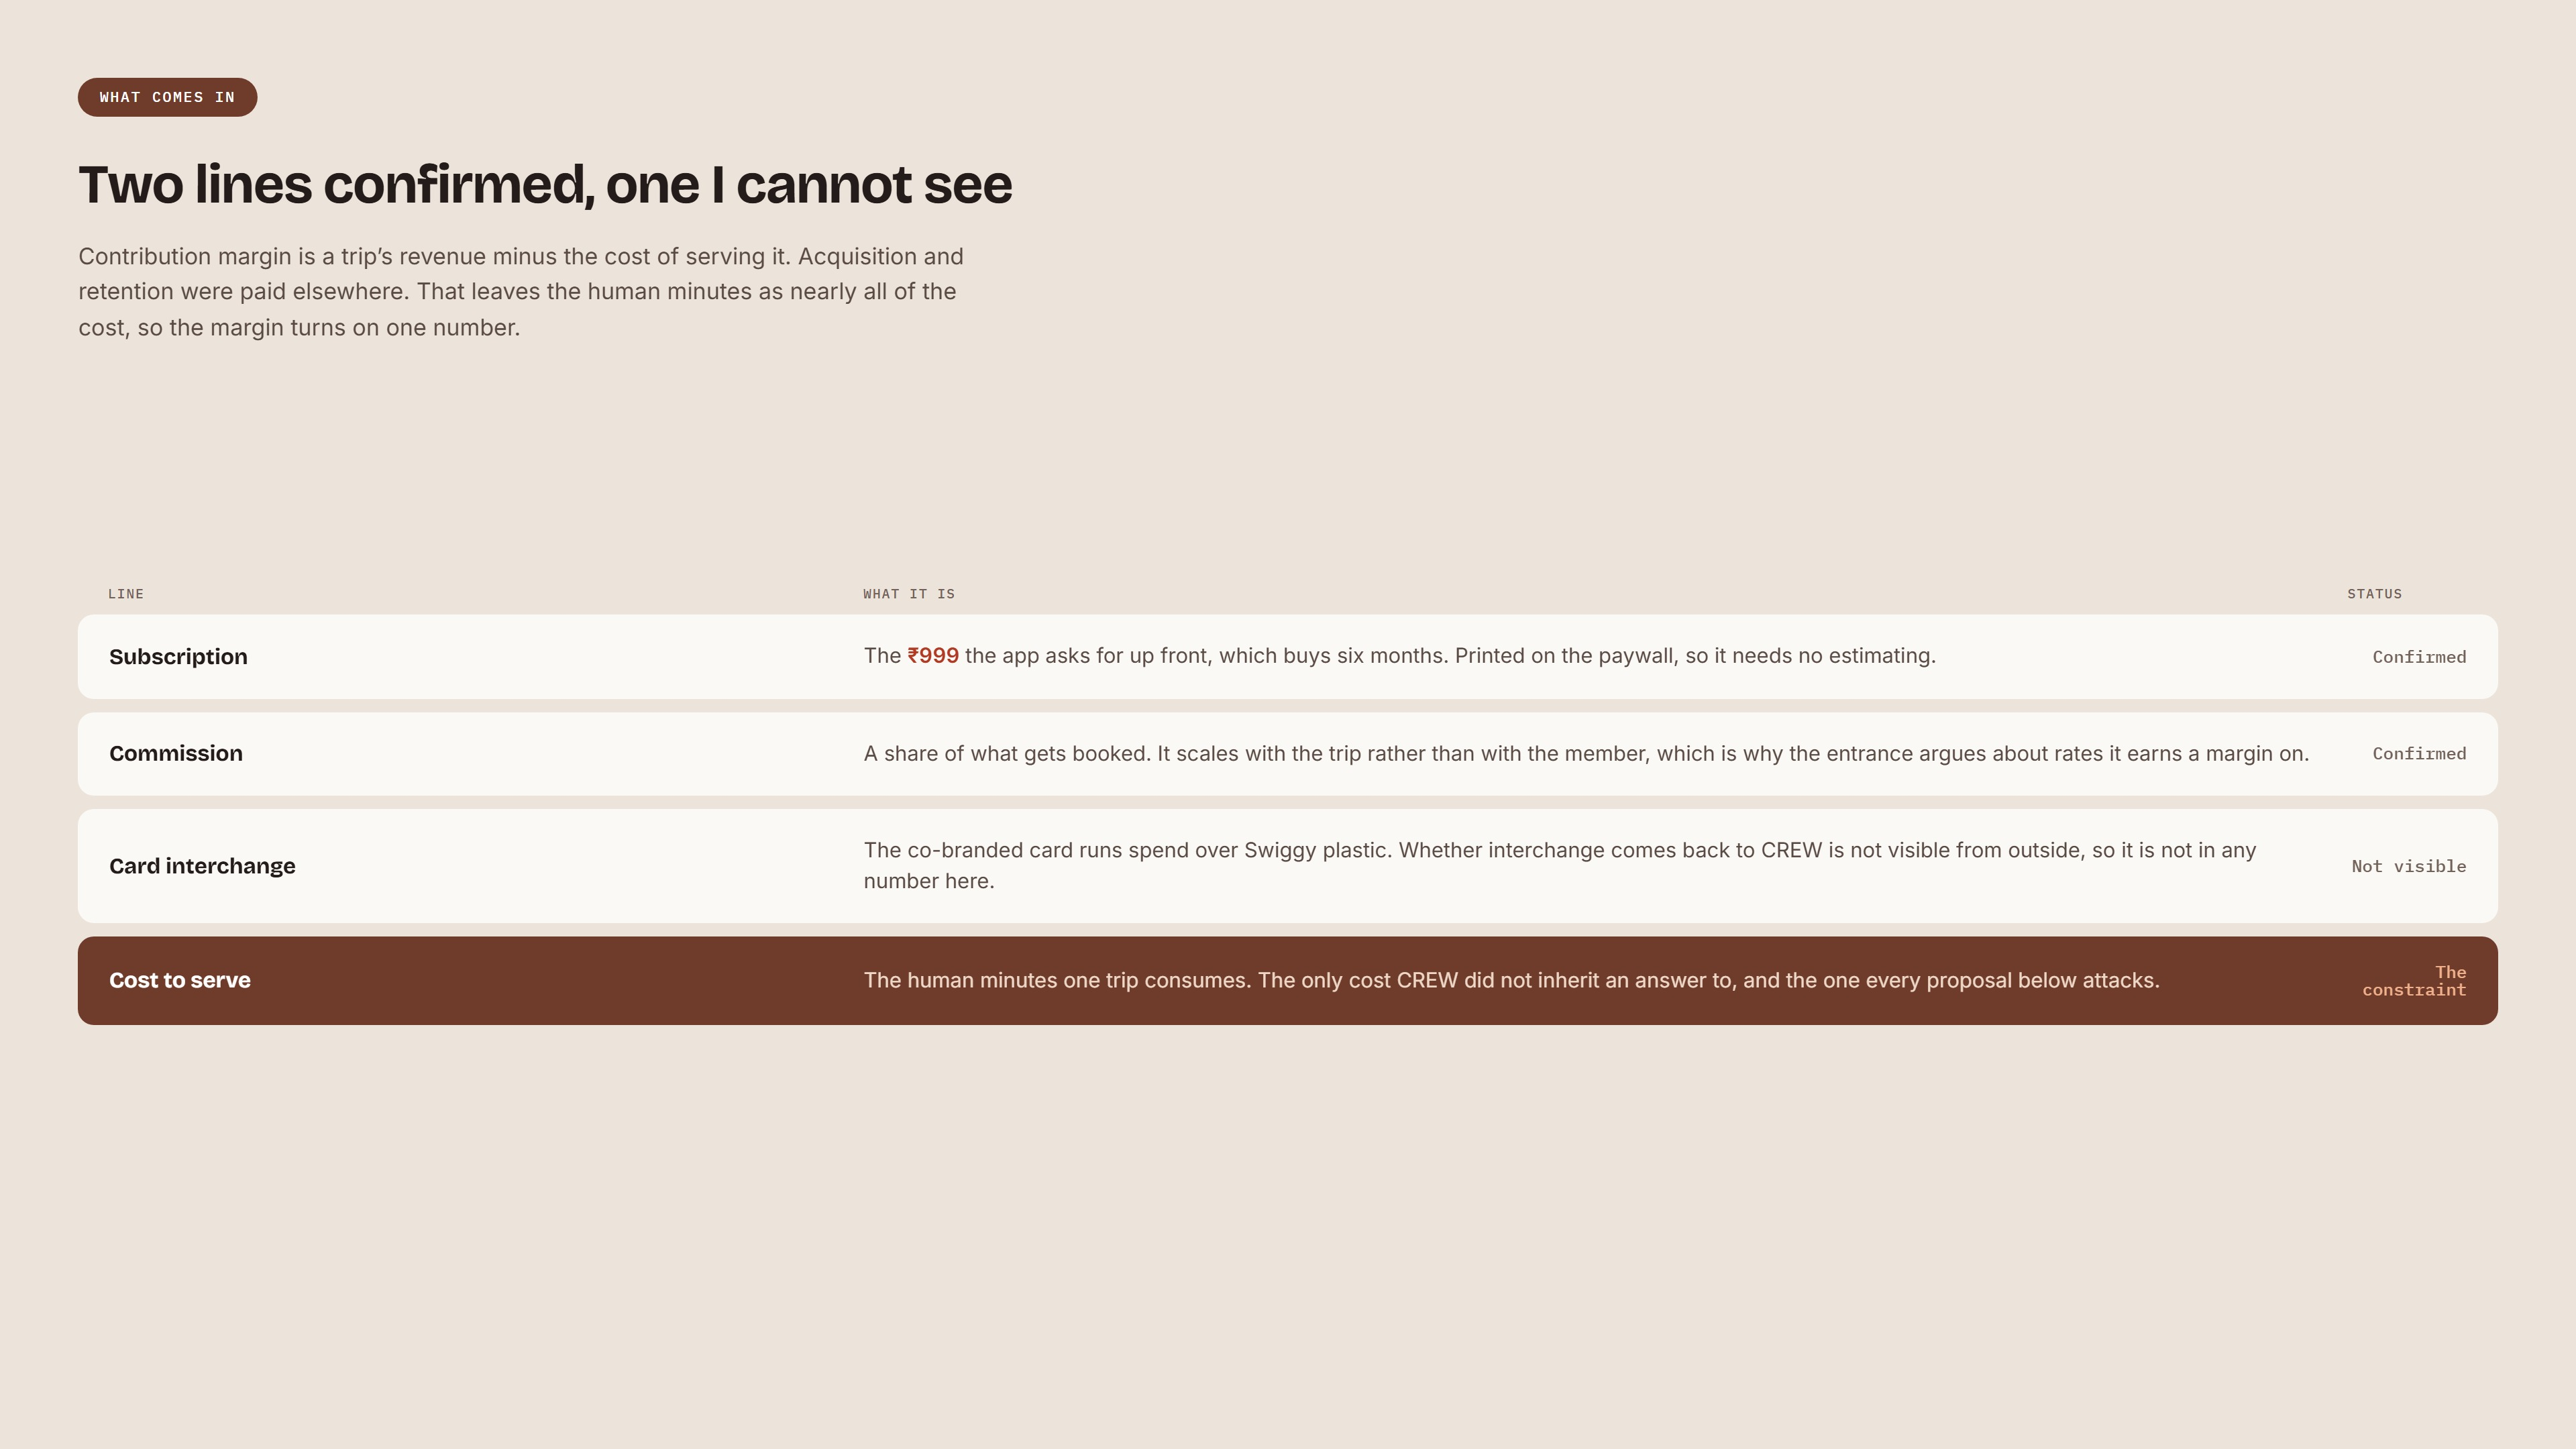 WHAT COMES IN
Two lines confirmed, one I cannot see
Contribution margin is a trip’s revenue minus the cost of serving it. Acquisition and
retention were paid elsewhere. That leaves the human minutes as nearly all of the
cost, so the margin turns on one number.
LINE WHAT IT IS STATUS
Subscription The ₹999 the app asks for up front, which buys six months. Printed on the paywall, so it needs no estimating. Confirmed
Commission A share of what gets booked. It scales with the trip rather than with the member, which is why the entrance argues about rates it earns a margin on. Confirmed
Card interchange The co-branded card runs spend over Swiggy plastic. Whether interchange comes back to CREW is not visible from outside, so it is not in any
number here. Not visible
Cost to serve The human minutes one trip consumes. The only cost CREW did not inherit an answer to, and the one every proposal below attacks. The
constraint